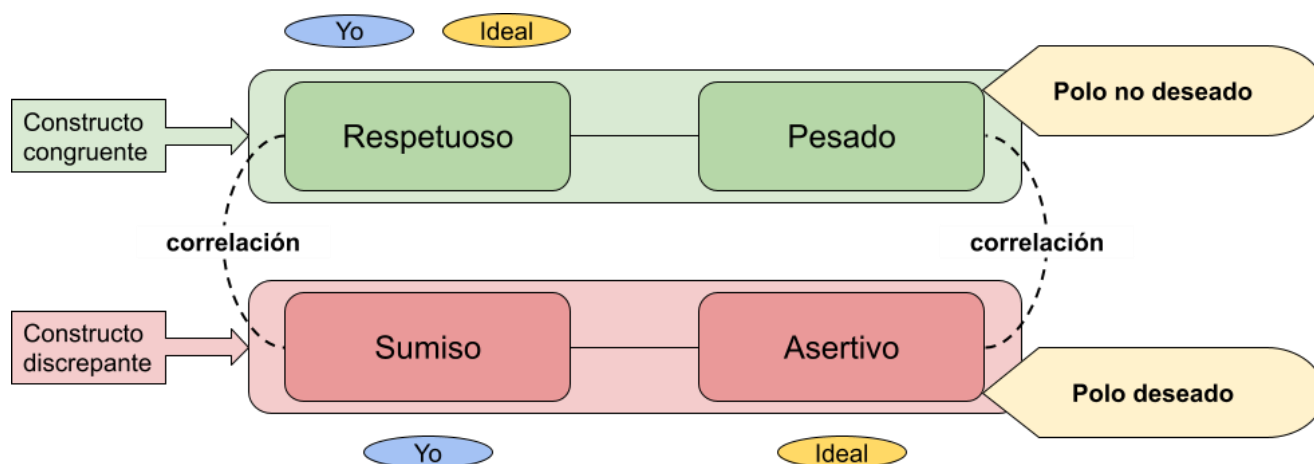 Yo
Ideal
Constructo
congruente
Respetuoso
Pesado
Polo no deseado
correlación
correlación
Constructo
discrepante
Sumiso
Asertivo
Polo deseado
Yo
Ideal